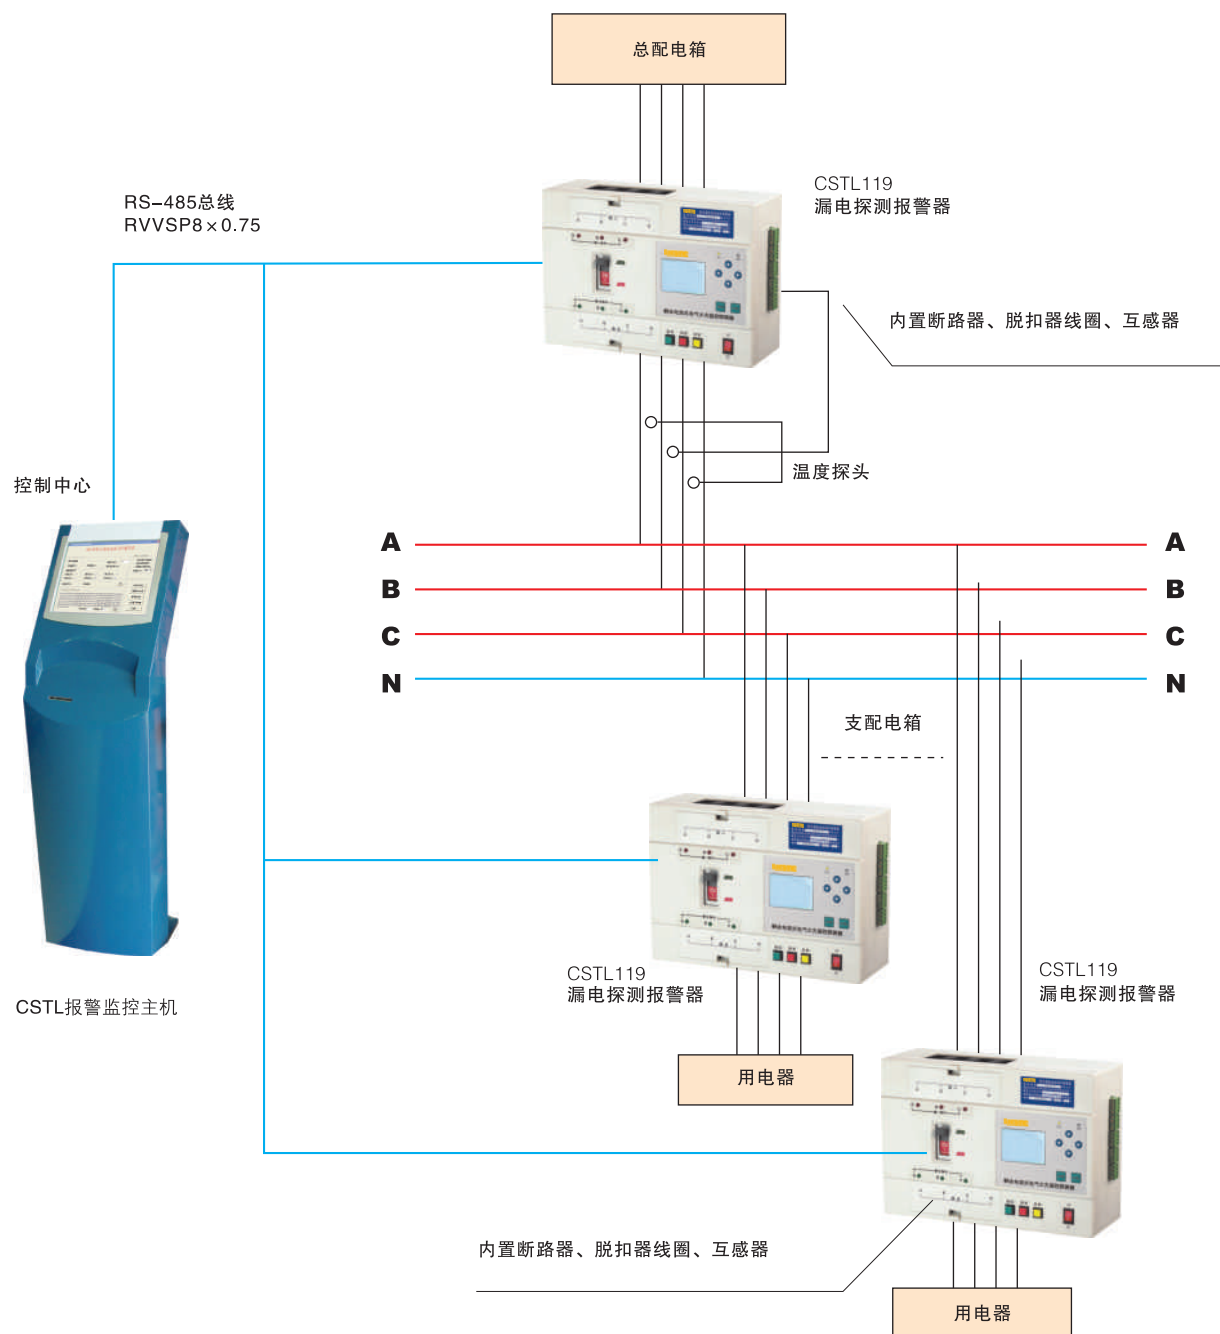 总配电箱
RS-485总线
RVVSP8×0.75
CSTL119
漏电探测报警器
内置断路器、脱扣器线圈、互感器
温度探头
控制中心
A A
B B
C C
N N
支配电箱
CSTL119
漏电探测报警器
CSTL119
漏电探测报警器
CSTL报警监控主机
用电器
内置断路器、脱扣器线圈、互感器
用电器